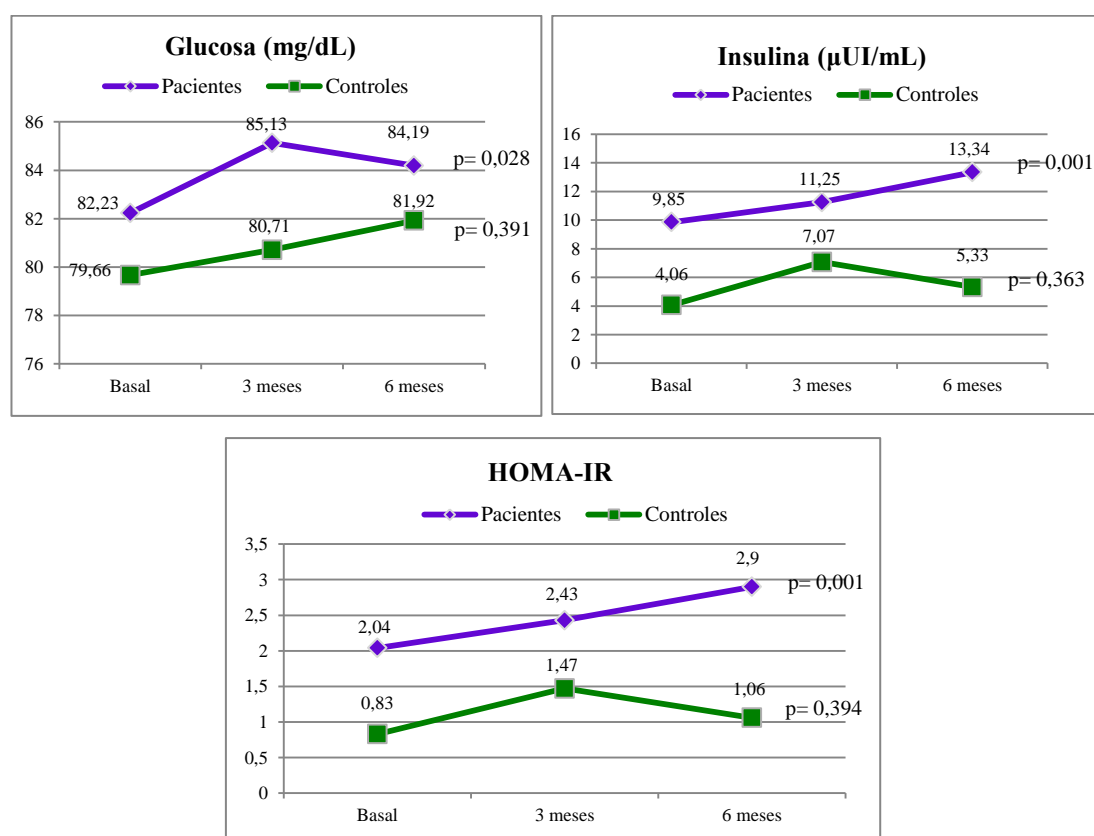 Glucosa (mg/dL)
Pacientes Controles
86
84
82
80
78
76
82,23
85,13
84,19
p= 0,028
79,66
80,71
81,92
p= 0,391
Basal 3 meses 6 meses
Insulina (µUI/mL)
Pacientes Controles
16
14
12
10
8
6
4
2
0
9,85
11,25
13,34
p= 0,001
4,06
7,07
5,33
p= 0,363
Basal 3 meses 6 meses
HOMA-IR
Pacientes Controles
3,5
3
2,5
2
1,5
1
0,5
0
2,04
2,43
2,9
p= 0,001
0,83
1,47
1,06
p= 0,394
Basal 3 meses 6 meses